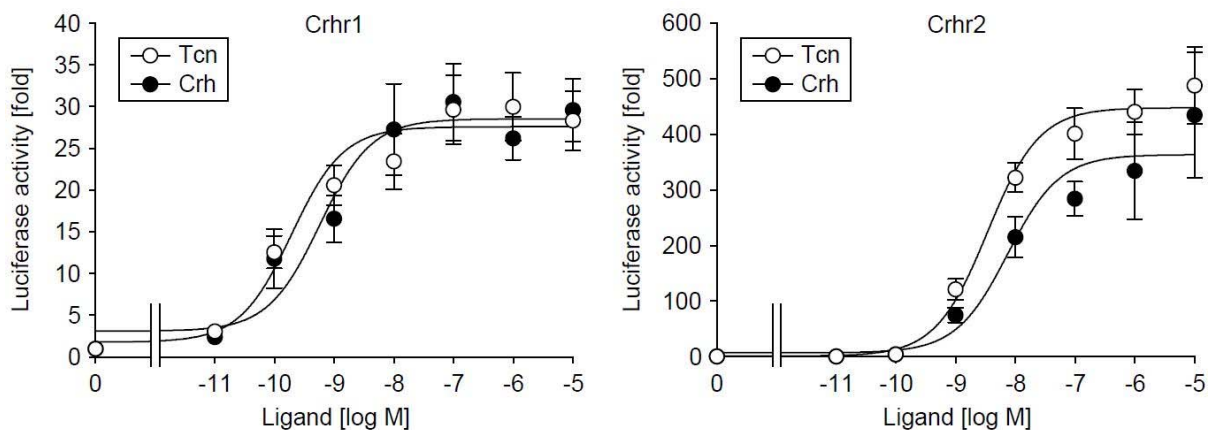 Crhr1
Tcn
Crh
Luciferase activity [fold]
40
35
30
25
20
15
10
5
0
0 -11 -10 -9 -8 -7 -6 -5
Ligand [log M]
Crhr2
Tcn
Crh
Luciferase activity [fold]
600
500
400
300
200
100
0
0 -11 -10 -9 -8 -7 -6 -5
Ligand [log M]